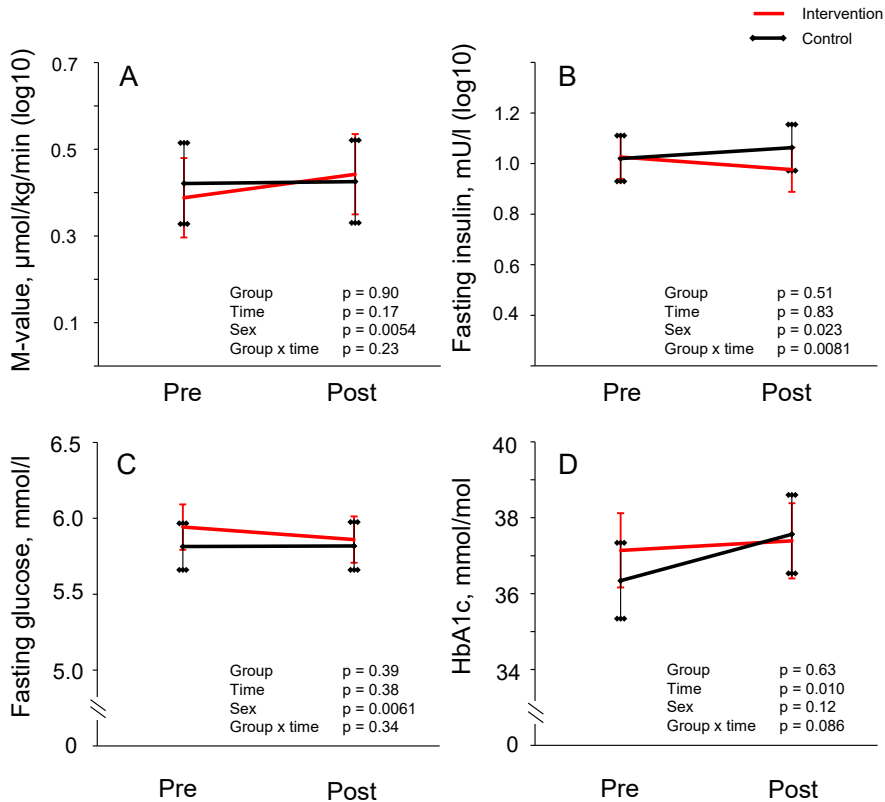 Intervention
Control
A
M-value, µmol/kg/min (log10)
0.7
0.5
0.3
0.1
Group p = 0.90
Time p = 0.17
Sex p = 0.0054
Group x time p = 0.23
Pre Post
B
Fasting insulin, mU/l (log10)
1.2
1.0
0.8
0.6
0.4
Group p = 0.51
Time p = 0.83
Sex p = 0.023
Group x time p = 0.0081
Pre Post
C
Fasting glucose, mmol/l
6.5
6.0
5.5
5.0
0
Group p = 0.39
Time p = 0.38
Sex p = 0.0061
Group x time p = 0.34
Pre Post
D
HbA1c, mmol/mol
40
38
36
34
0
Group p = 0.63
Time p = 0.010
Sex p = 0.12
Group x time p = 0.086
Pre Post